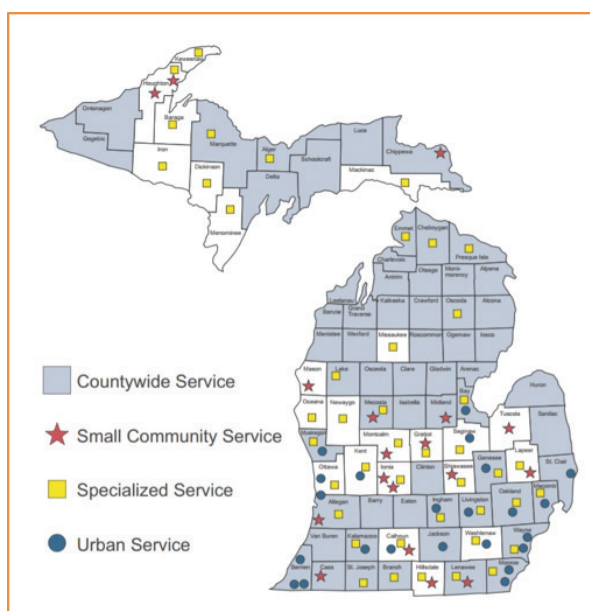 Keweenaw
Houghton
Ontonagon
Baraga
Gogebic
Iron
Marquette
Alger
Luce
Chippewa
Schoolcraft
Dickinson
Delta
Mackinac
Menominee
Emmet
Cheboygan
Presque Isle
Charlevoix
Antrim
Otsego
Mont-
morency
Alpena
Leelanau
Benzie
Grand
Traverse
Kalkaska
Crawford
Oscoda
Alcona
Manistee
Wexford
Missaukee
Roscommon
Ogemaw
Iosco
Mason
Lake
Osceola
Clare
Gladwin
Arenac
Huron
Bay
Oceana
Newaygo
Mecosta
Isabella
Midland
Tuscola
Sanilac
Muskegon
Montcalm
Gratiot
Saginaw
Lapeer
Genesee
St. Clair
Kent
Ottawa
Ionia
Clinton
Shiawassee
Oakland
Macomb
Allegan
Barry
Eaton
Ingham
Livingston
Van Buren
Kalamazoo
Calhoun
Jackson
Washtenaw
Wayne
Berrien
Cass
St. Joseph
Branch
Hillsdale
Lenawee
Monroe
Countywide Service
Small Community Service
Specialized Service
Urban Service